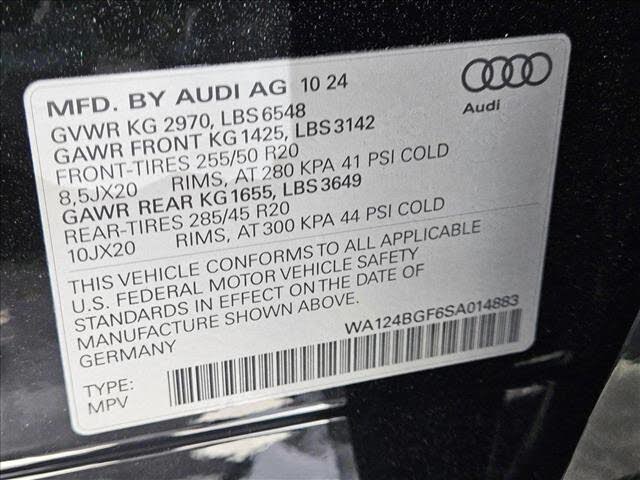 MFD. BY AUDI AG 10 24
Audi
GVWR KG 2970, LBS 6548
GAWR FRONT KG 1425, LBS 3142
FRONT-TIRES 255/50 R20
8,5JX20 RIMS, AT 280 KPA 41 PSI COLD
GAWR REAR KG 1655, LBS 3649
REAR-TIRES 285/45 R20
10JX20 RIMS, AT 300 KPA 44 PSI COLD
THIS VEHICLE CONFORMS TO ALL APPLICABLE
U.S. FEDERAL MOTOR VEHICLE SAFETY
STANDARDS IN EFFECT ON THE DATE OF
MANUFACTURE SHOWN ABOVE.
GERMANY
WA124BGF6SA014883
TYPE:
MPV